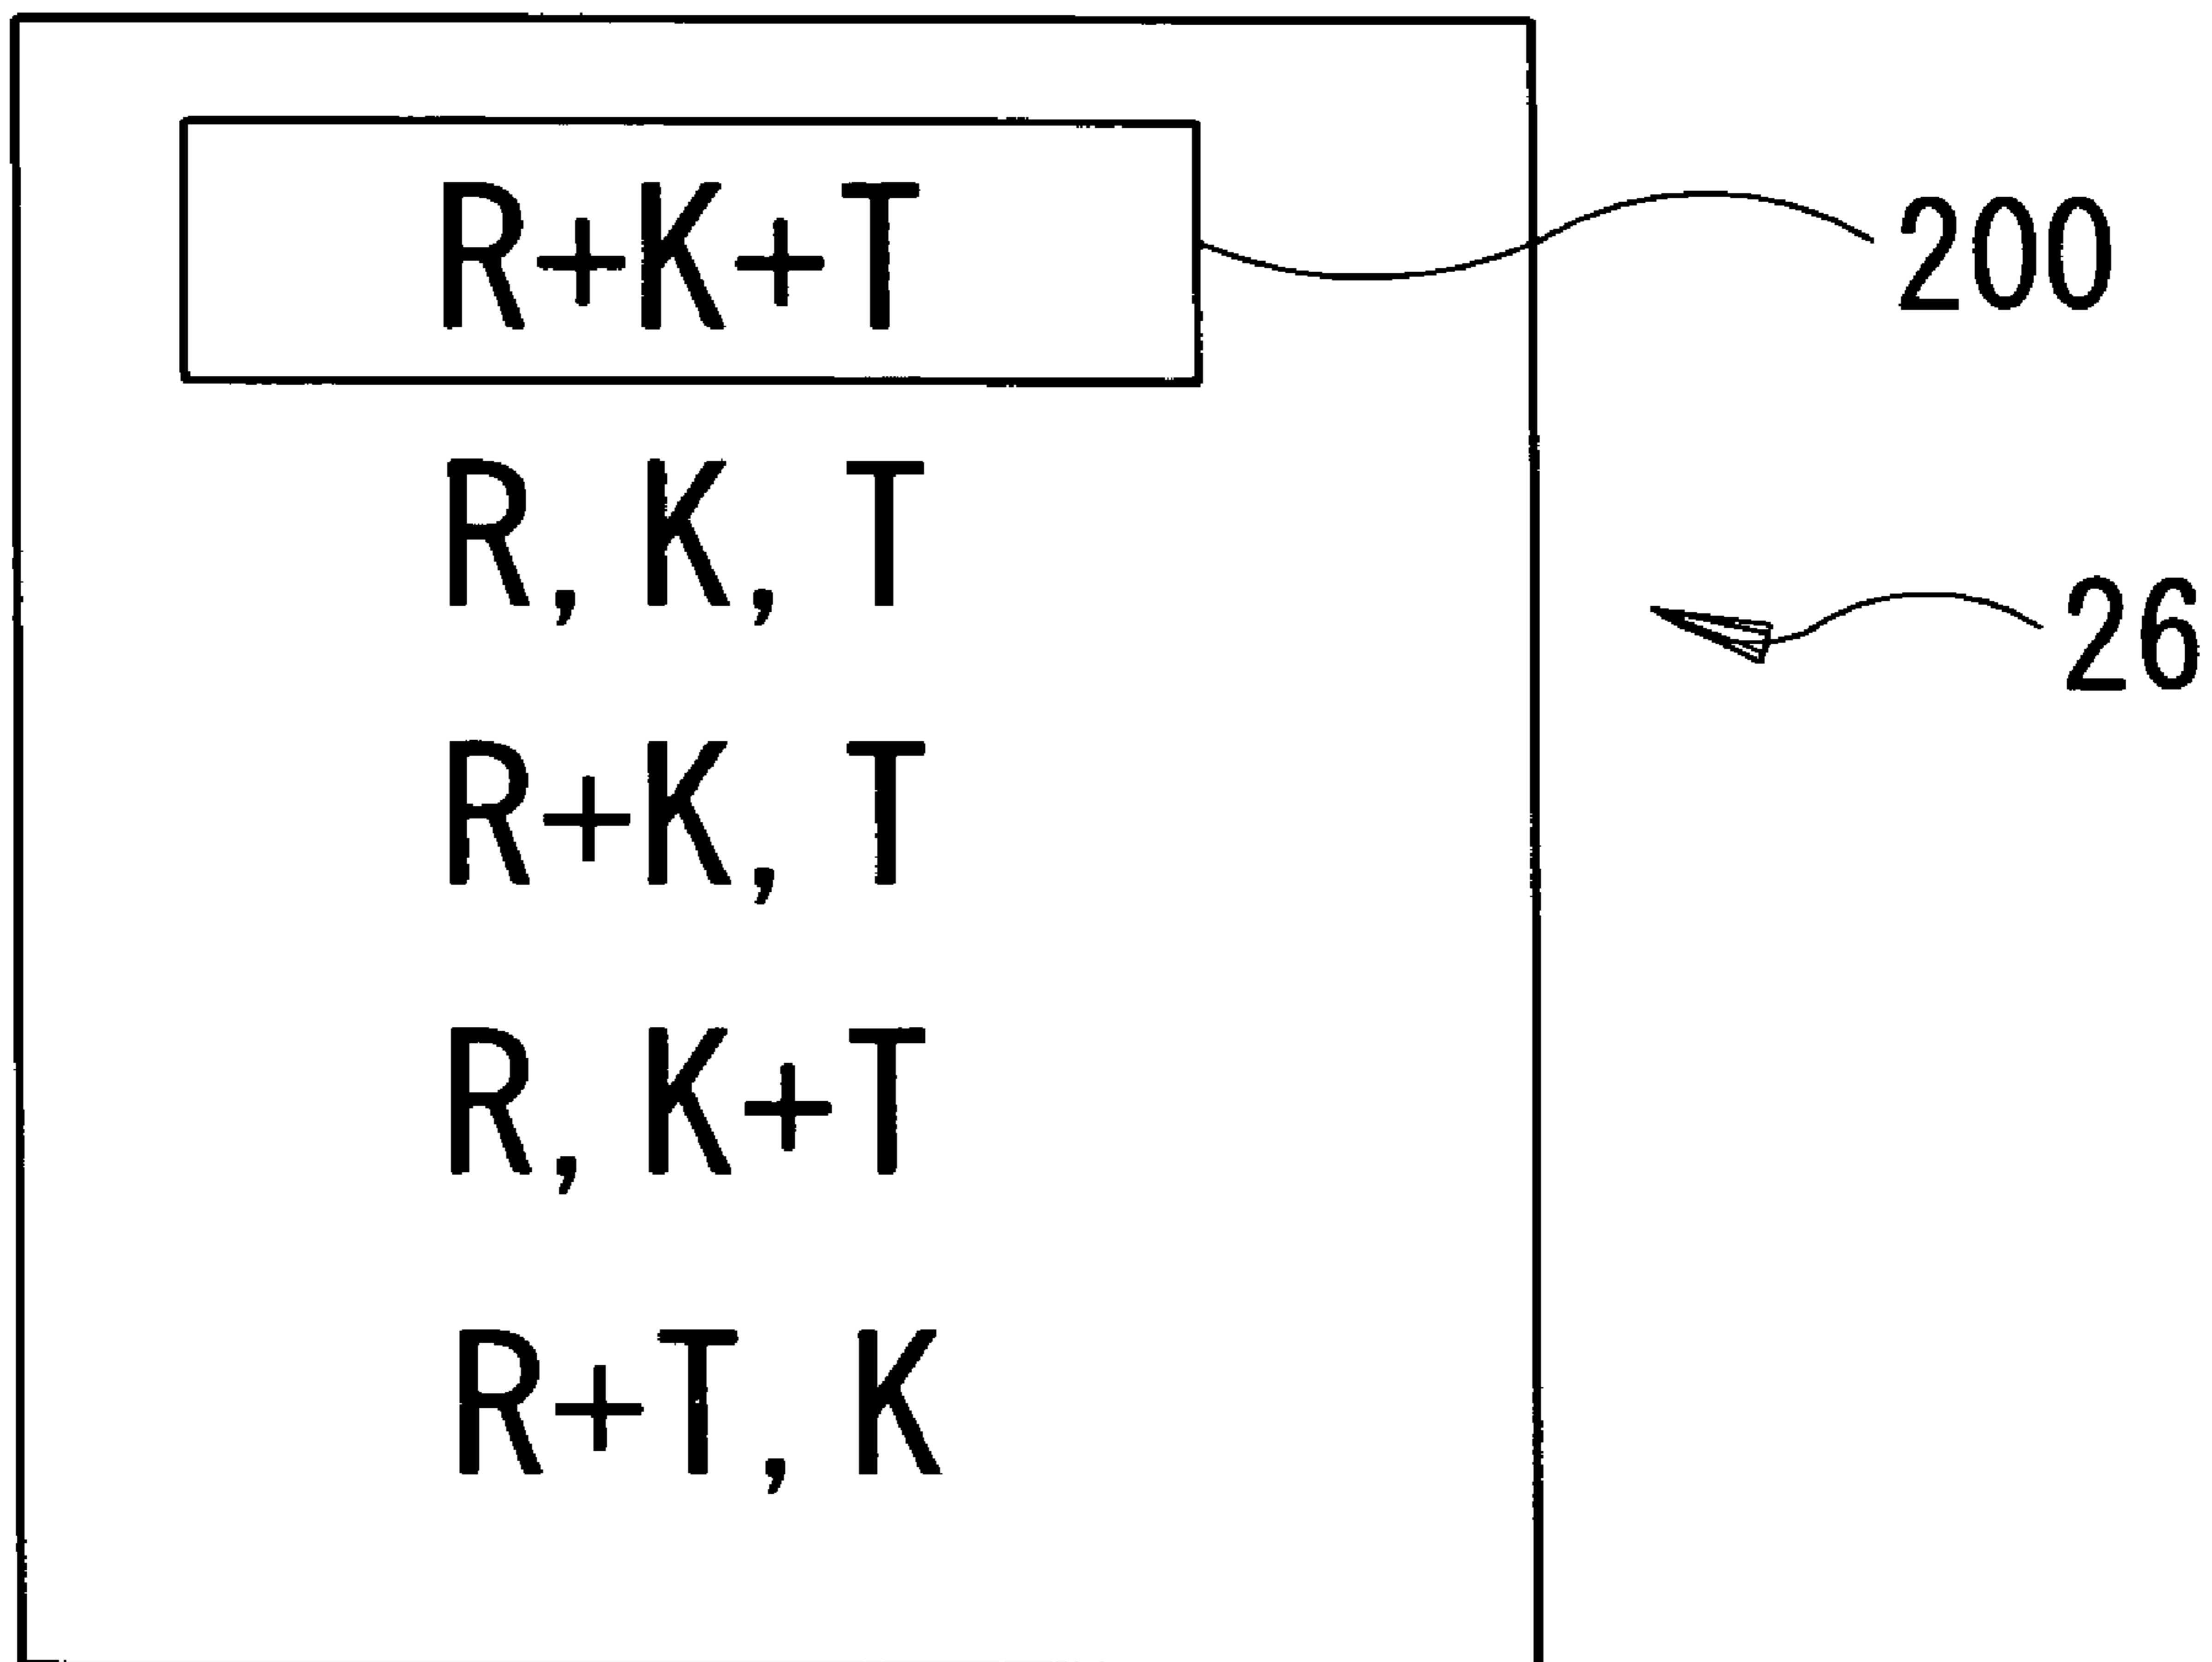 R+K+T
200
R, K, T
26
R+K, T
R, K+T
R+T, K